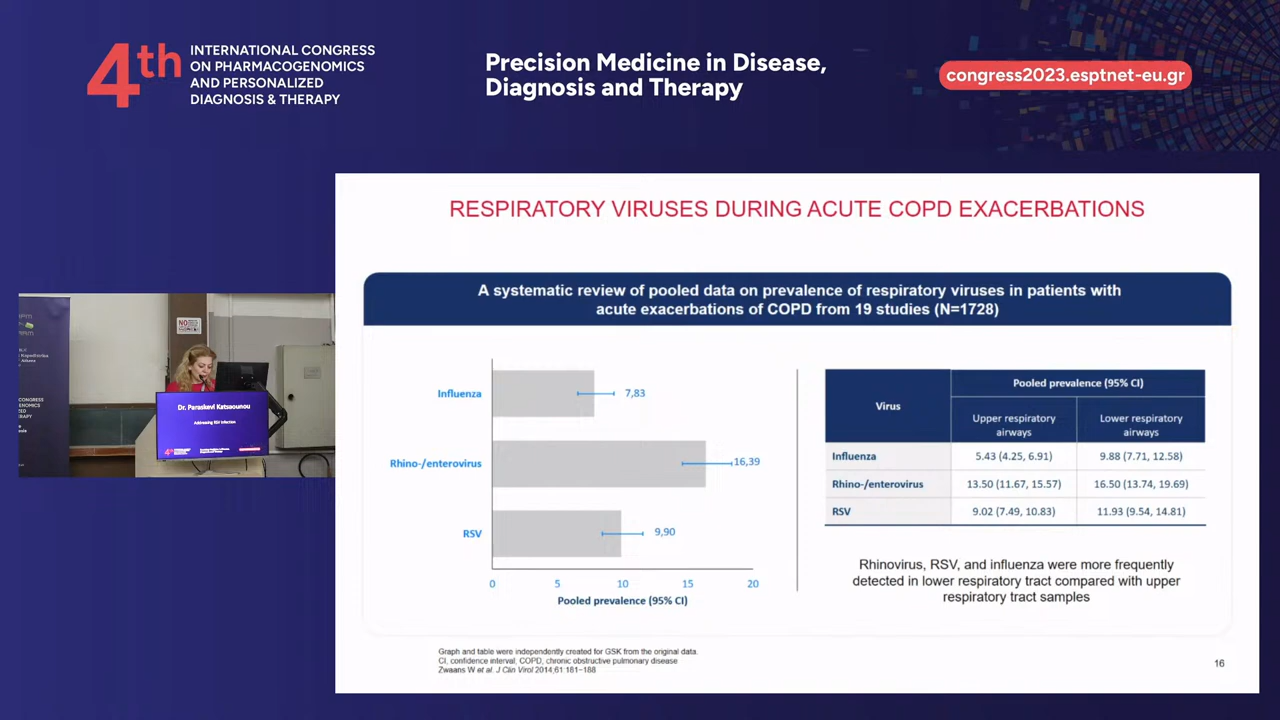 4th
INTERNATIONAL CONGRESS
ON PHARMACOGENOMICS
AND PERSONALIZED
DIAGNOSIS & THERAPY
Precision Medicine in Disease,
Diagnosis and Therapy
congress2023.esptnet-eu.gr
NO
Dr. Paraskevi Katsaounou
Addressing RSV Infection
RESPIRATORY VIRUSES DURING ACUTE COPD EXACERBATIONS
A systematic review of pooled data on prevalence of respiratory viruses in patients with
acute exacerbations of COPD from 19 studies (N=1728)
Influenza
7,83
Rhino-/enterovirus
16,39
RSV
9,90
0 5 10 15 20
Pooled prevalence (95% CI)
Virus
Pooled prevalence (95% CI)
Upper respiratory
airways
Lower respiratory
airways
Influenza 5.43 (4.25, 6.91) 9.88 (7.71, 12.58)
Rhino-/enterovirus 13.50 (11.67, 15.57) 16.50 (13.74, 19.69)
RSV 9.02 (7.49, 10.83) 11.93 (9.54, 14.81)
Rhinovirus, RSV, and influenza were more frequently
detected in lower respiratory tract compared with upper
respiratory tract samples
Graph and table were independently created for GSK from the original data.
CI, confidence interval, COPD, chronic obstructive pulmonary disease
Zwaans W et al. J Clin Virol 2014;61:181–188
16